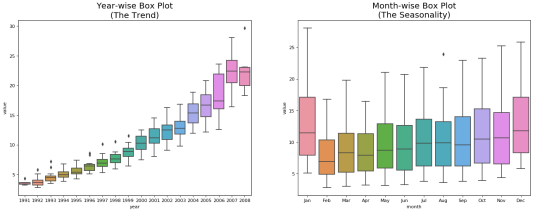 Year-wise Box Plot
(The Trend)
value
30
25
20
15
10
5
1991 1992 1993 1994 1995 1996 1997 1998 1999 2000 2001 2002 2003 2004 2005 2006 2007 2008
year
Month-wise Box Plot
(The Seasonality)
value
25
20
15
10
5
Jan Feb Mar Apr May Jun Jul Aug Sep Oct Nov Dec
month